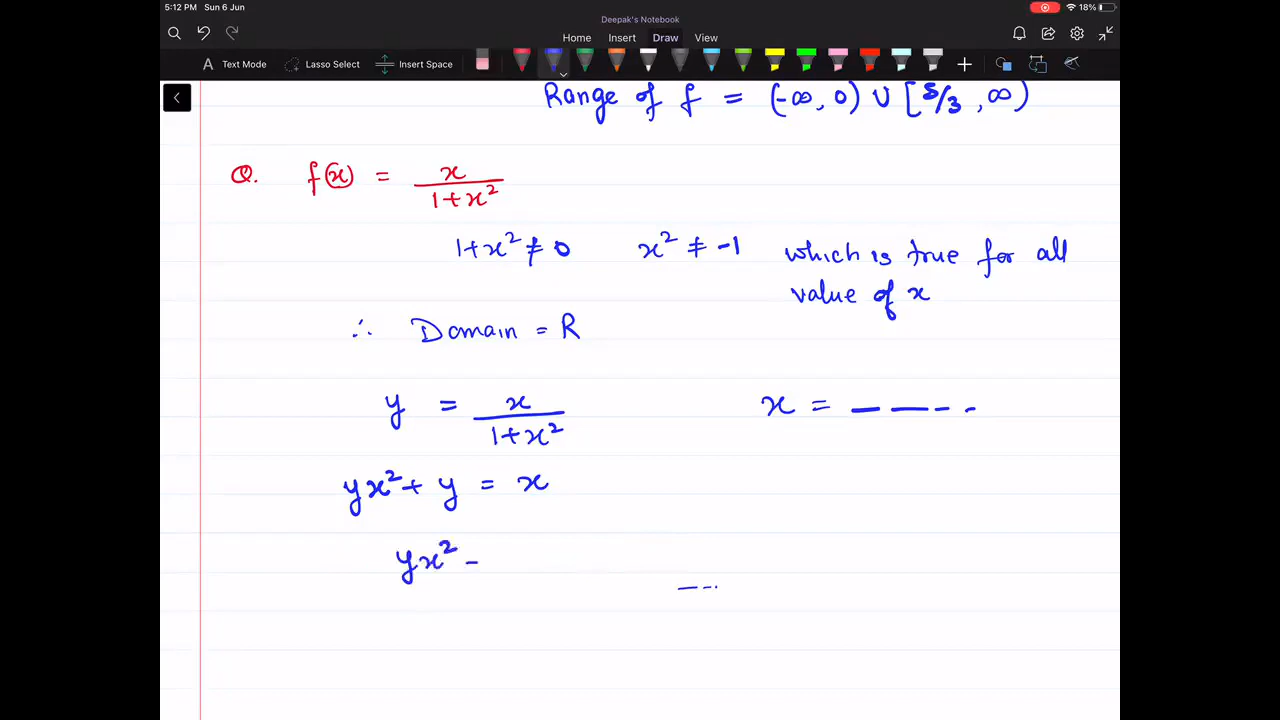 5:12 PM Sun 6 Jun
18%
Deepak's Notebook
Home Insert Draw View
A Text Mode Lasso Select Insert Space
Range of f = (-∞, 0) ∪ [5/3, ∞)
Q. f(x) = x/(1+x²)
1+x² ≠ 0 x² ≠ -1 which is true for all
value of x
∴ Domain = R
y = x/(1+x²) x = — — – -
yx² + y = x
yx² -